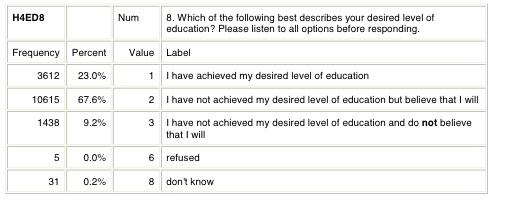 H4ED8 Num 8. Which of the following best describes your desired level of
education? Please listen to all options before responding.
Frequency Percent Value Label
3612 23.0% 1 I have achieved my desired level of education
10615 67.6% 2 I have not achieved my desired level of education but believe that I will
1438 9.2% 3 I have not achieved my desired level of education and do not believe
that I will
5 0.0% 6 refused
31 0.2% 8 don't know